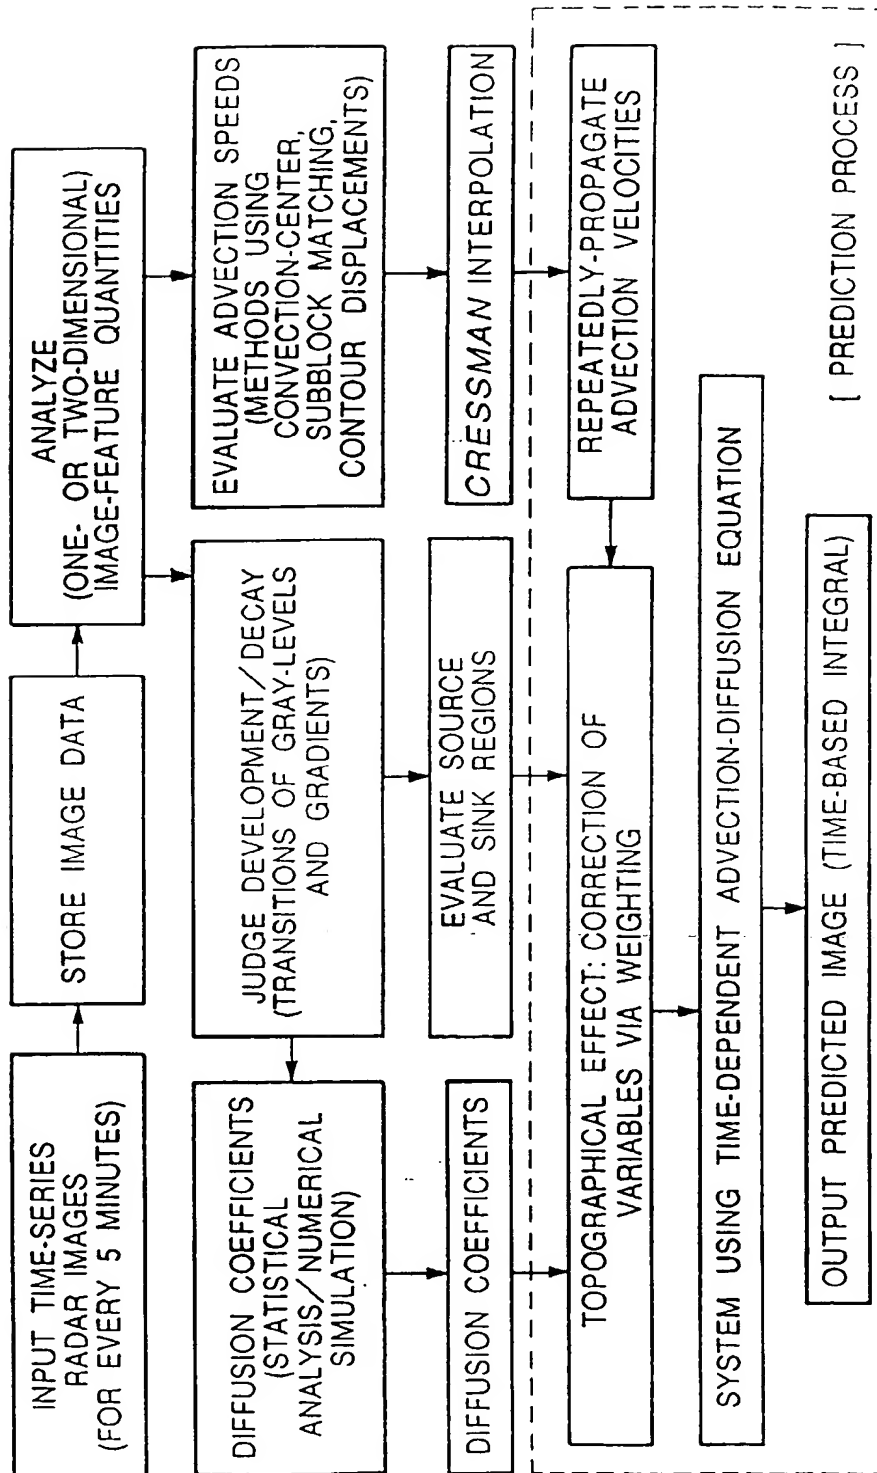 INPUT TIME-SERIES
RADAR IMAGES
(FOR EVERY 5 MINUTES)
STORE IMAGE DATA
ANALYZE
(ONE- OR TWO-DIMENSIONAL)
IMAGE-FEATURE QUANTITIES
DIFFUSION COEFFICIENTS
(STATISTICAL
ANALYSIS/NUMERICAL
SIMULATION)
JUDGE DEVELOPMENT/DECAY
(TRANSITIONS OF GRAY-LEVELS
AND GRADIENTS)
EVALUATE ADVECTION SPEEDS
(METHODS USING
CONVECTION-CENTER,
SUBBLOCK MATCHING,
CONTOUR DISPLACEMENTS)
DIFFUSION COEFFICIENTS
EVALUATE SOURCE
AND SINK REGIONS
CRESSMAN INTERPOLATION
TOPOGRAPHICAL EFFECT: CORRECTION OF
VARIABLES VIA WEIGHTING
REPEATEDLY-PROPAGATE
ADVECTION VELOCITIES
SYSTEM USING TIME-DEPENDENT ADVECTION-DIFFUSION EQUATION
OUTPUT PREDICTED IMAGE (TIME-BASED INTEGRAL)
[ PREDICTION PROCESS ]